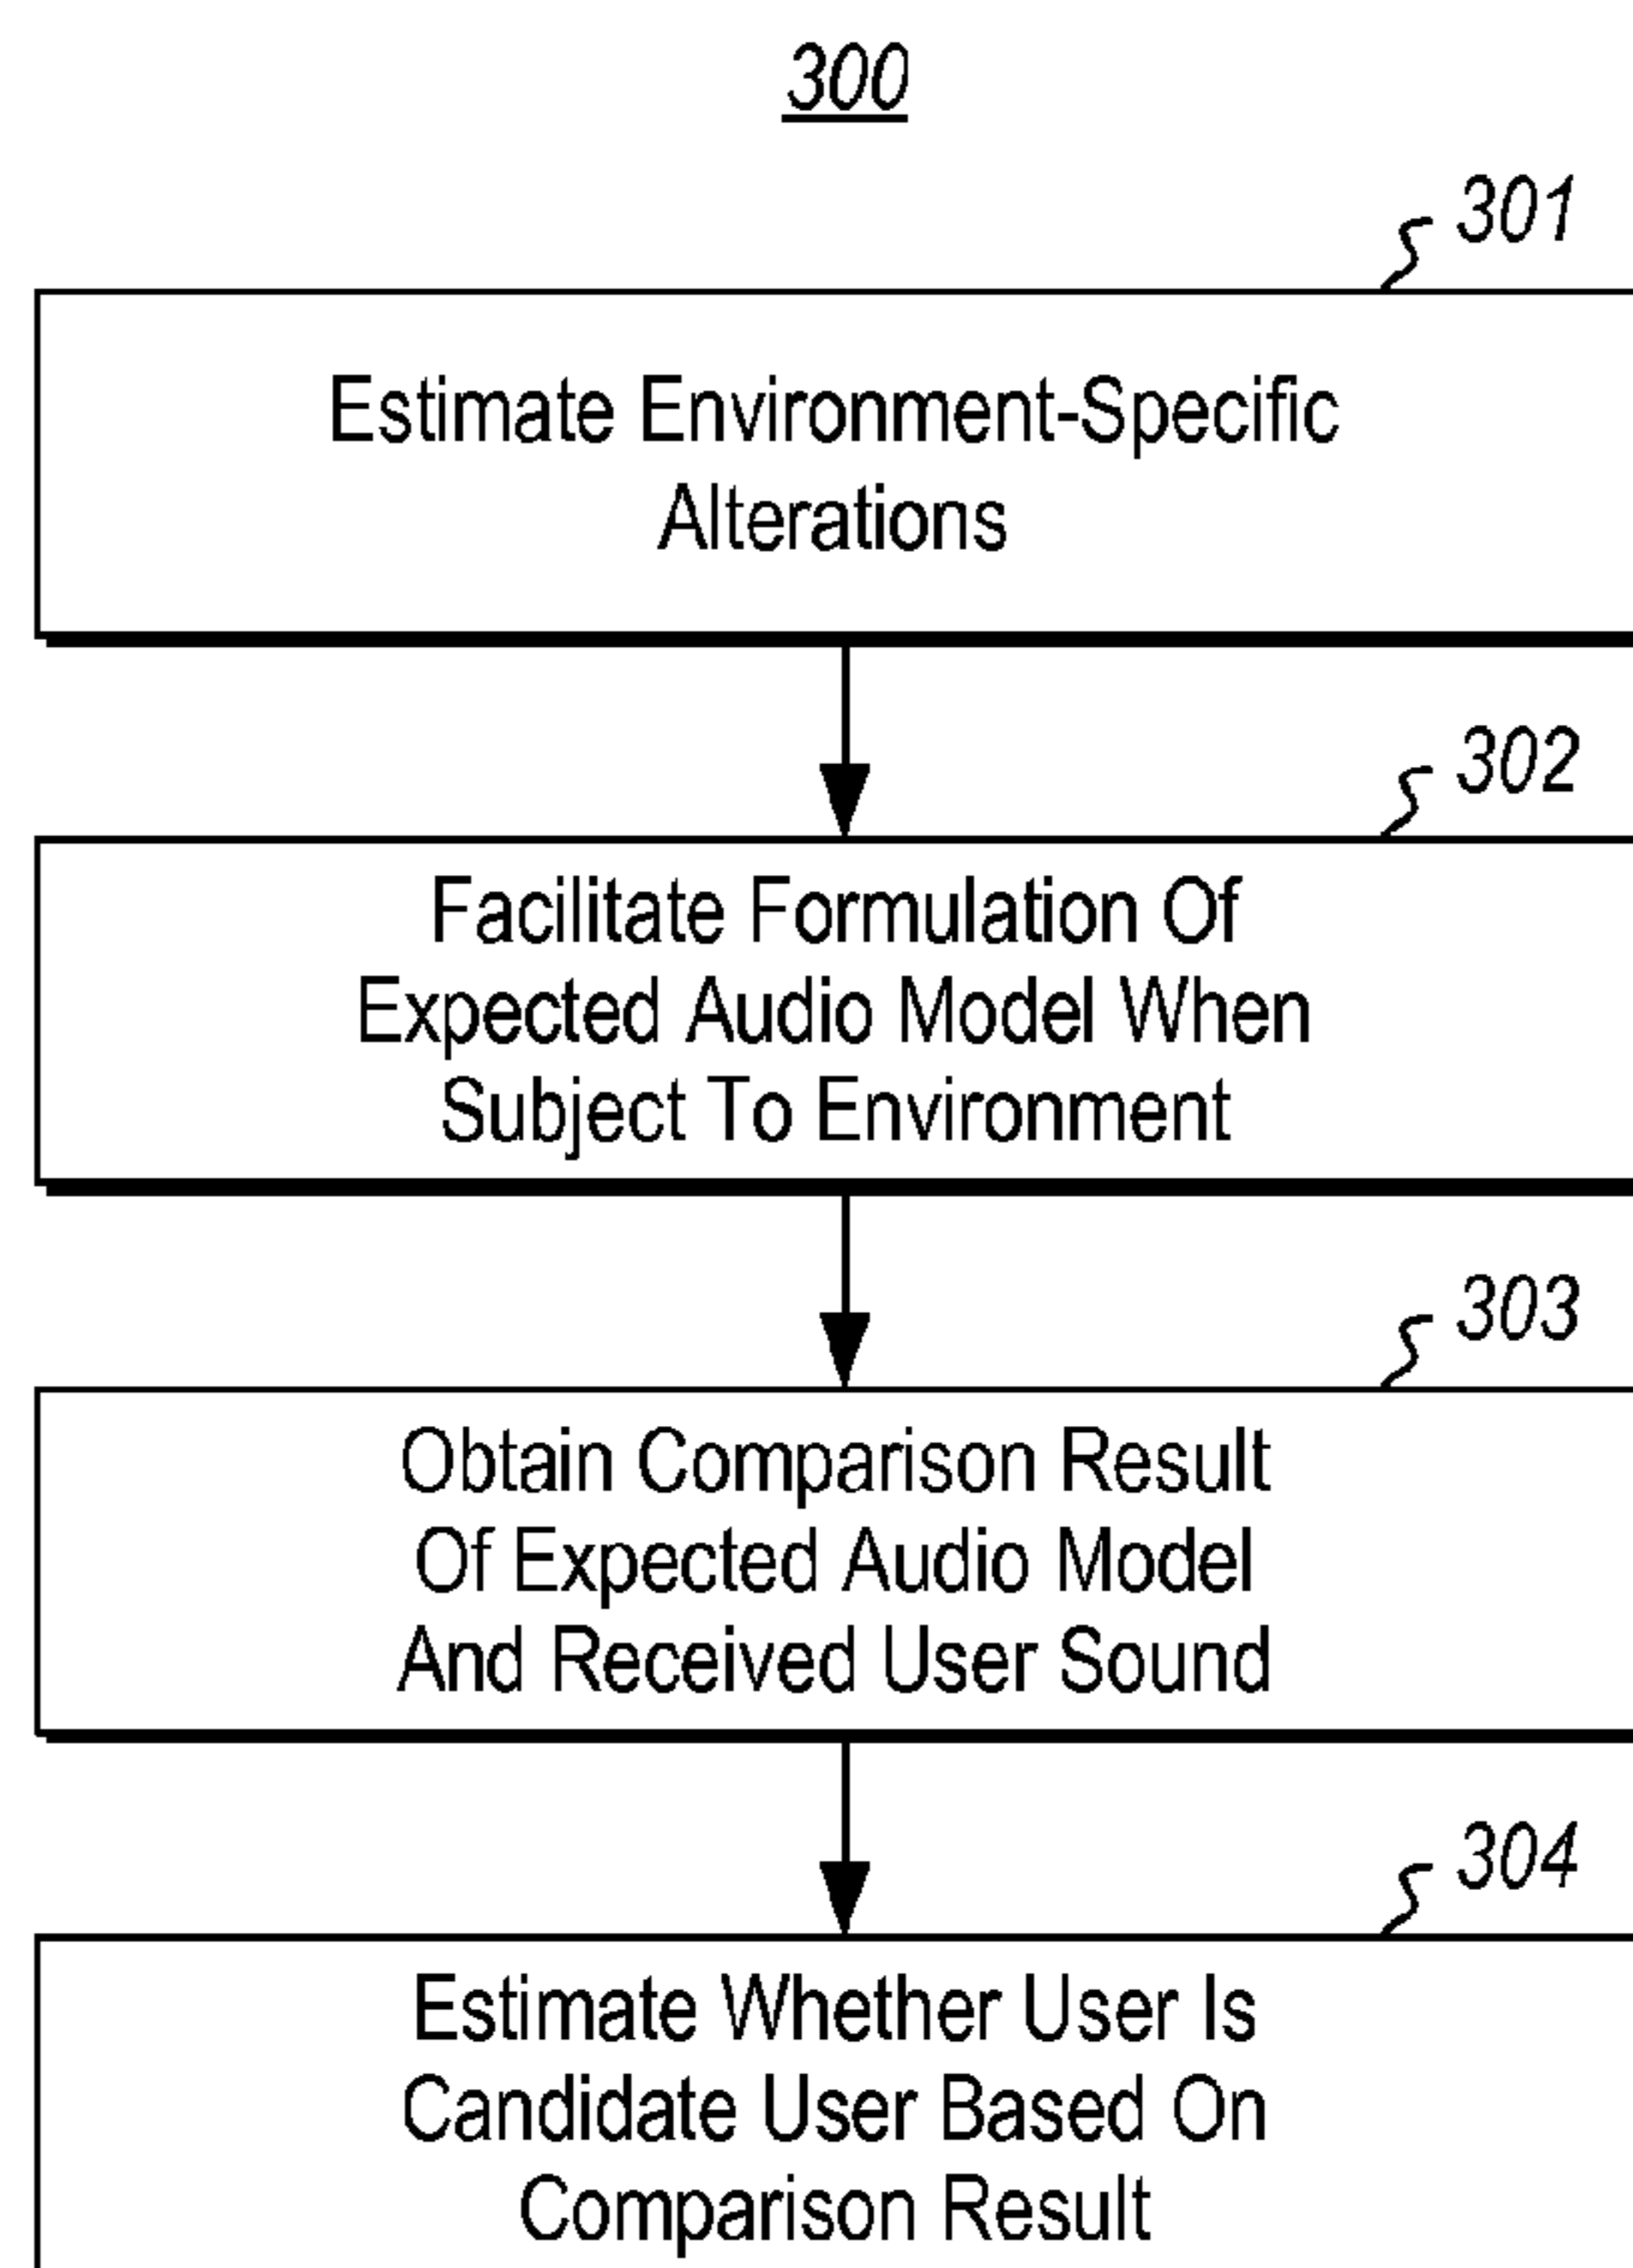 300
301
Estimate Environment-Specific
Alterations
302
Facilitate Formulation Of
Expected Audio Model When
Subject To Environment
303
Obtain Comparison Result
Of Expected Audio Model
And Received User Sound
304
Estimate Whether User Is
Candidate User Based On
Comparison Result